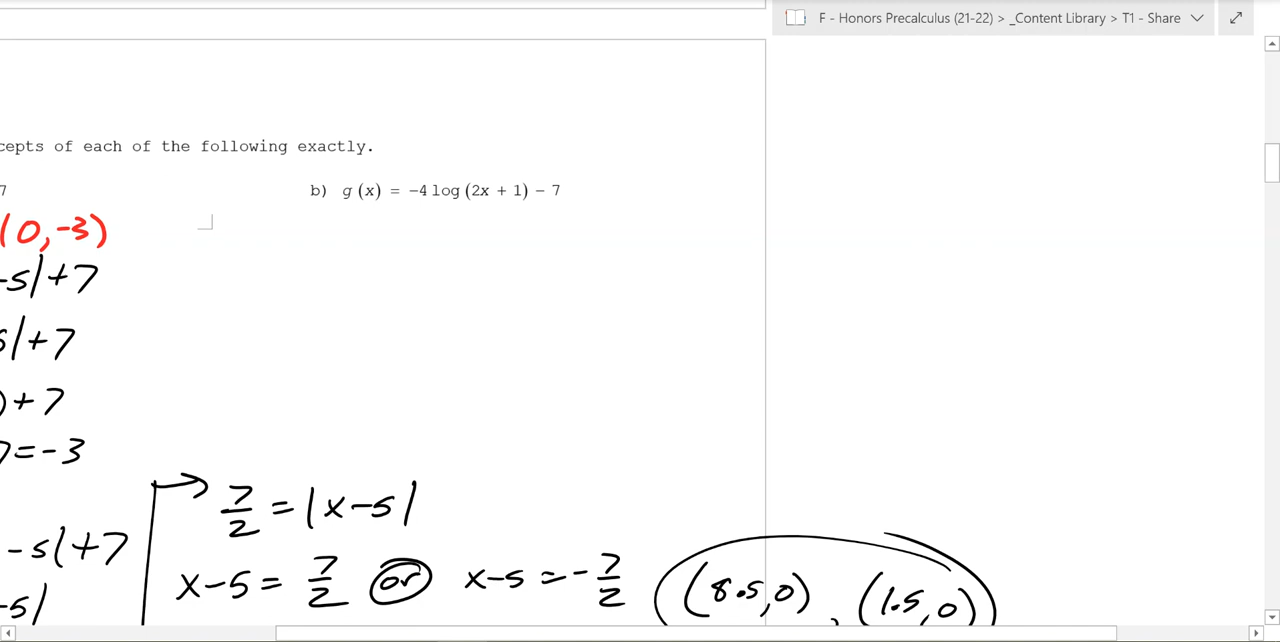 F - Honors Precalculus (21-22) > _Content Library > T1 - Share
cepts of each of the following exactly.
7
b) g (x) = -4 log (2x + 1) - 7
(0,-3)
-5|+7
|+7
)+7
=-3
7/2 = |x-5|
-5|+7
x-5= 7/2 or x-5=-7/2
(8.5,0), (1.5,0)
-5|